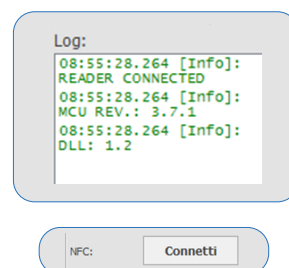 Log:
08:55:28.264 [Info]:
READER CONNECTED
08:55:28.264 [Info]:
MCU REV.: 3.7.1
08:55:28.264 [Info]:
DLL: 1.2
NFC: Connetti